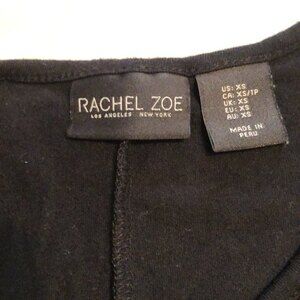 RACHEL ZOE
LOS ANGELES NEW YORK
US: XS
CA: XS/TP
UK: XS
EU: XS
AU: XS
MADE IN
PERU